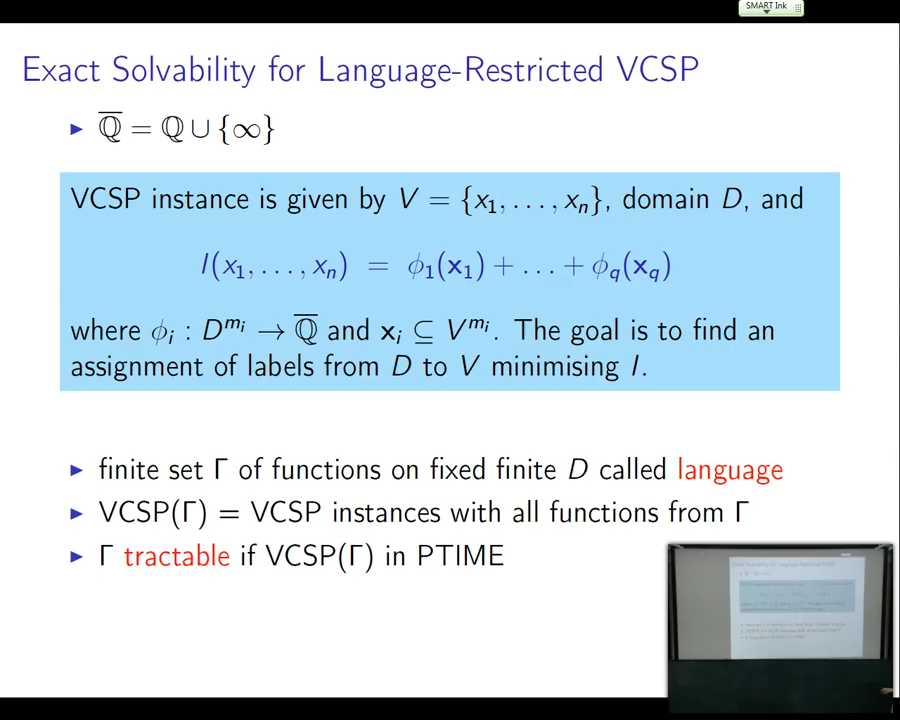 SMART Ink
Exact Solvability for Language-Restricted VCSP
▶ Q̅ = ℚ ∪ {∞}
VCSP instance is given by V = {x₁, . . . , xₙ}, domain D, and
I(x₁, . . . , xₙ) = ϕ₁(𝐱₁) + . . . + ϕ_q(𝐱_q)
where ϕᵢ : D^{mᵢ} → Q̅ and 𝐱ᵢ ⊆ V^{mᵢ}. The goal is to find an
assignment of labels from D to V minimising I.
▶ finite set Γ of functions on fixed finite D called language
▶ VCSP(Γ) = VCSP instances with all functions from Γ
▶ Γ tractable if VCSP(Γ) in PTIME